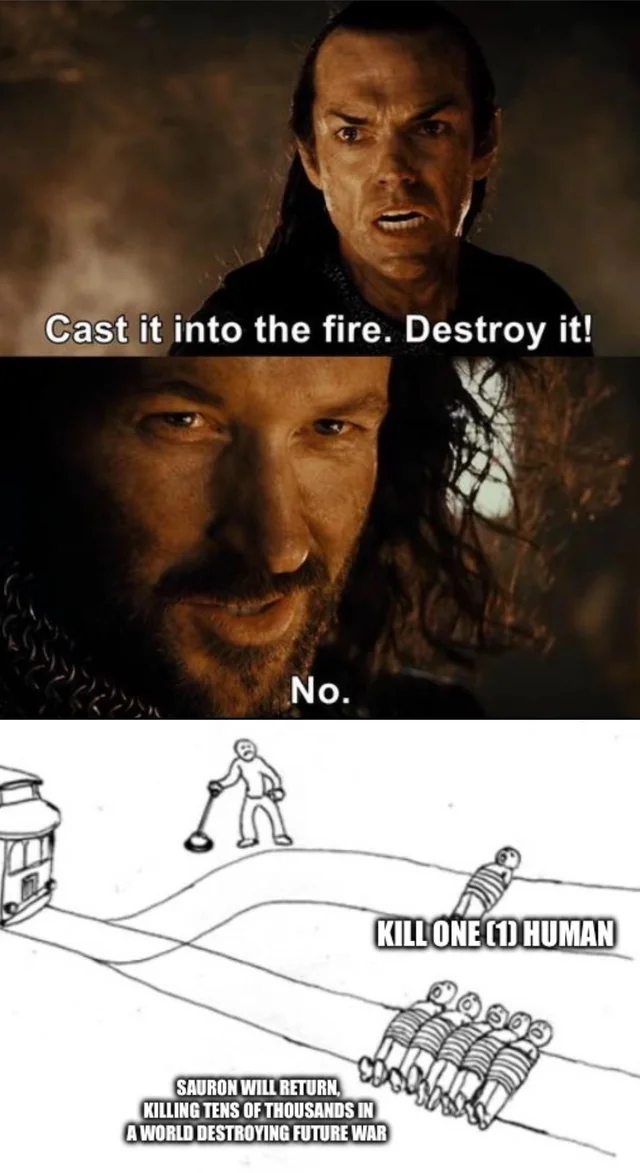 Cast it into the fire. Destroy it!
No.
KILL ONE (1) HUMAN
SAURON WILL RETURN,
KILLING TENS OF THOUSANDS IN
A WORLD DESTROYING FUTURE WAR